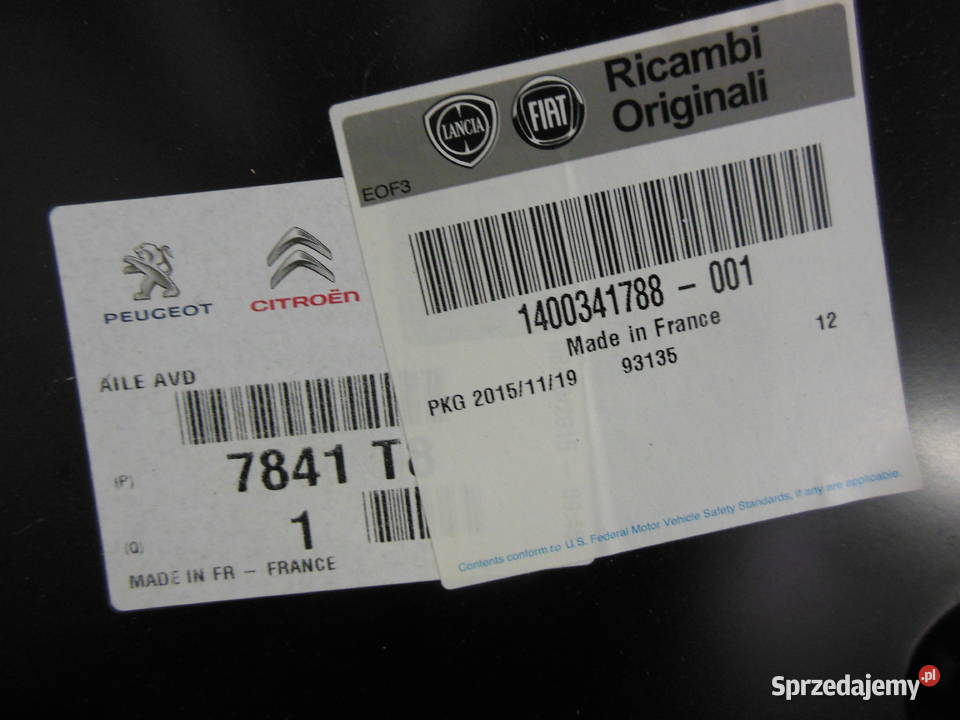 Ricambi
Originali
LANCIA
FIAT
EOF3
1400341788 - 001
Made in France
12
93135
PKG 2015/11/19
Contents conform to U.S. Federal Motor Vehicle Safety Standards, if any are applicable.
PEUGEOT
CITROËN
AILE AVD
(P)
7841 T8
(Q)
1
MADE IN FR - FRANCE
Sprzedajemy.pl